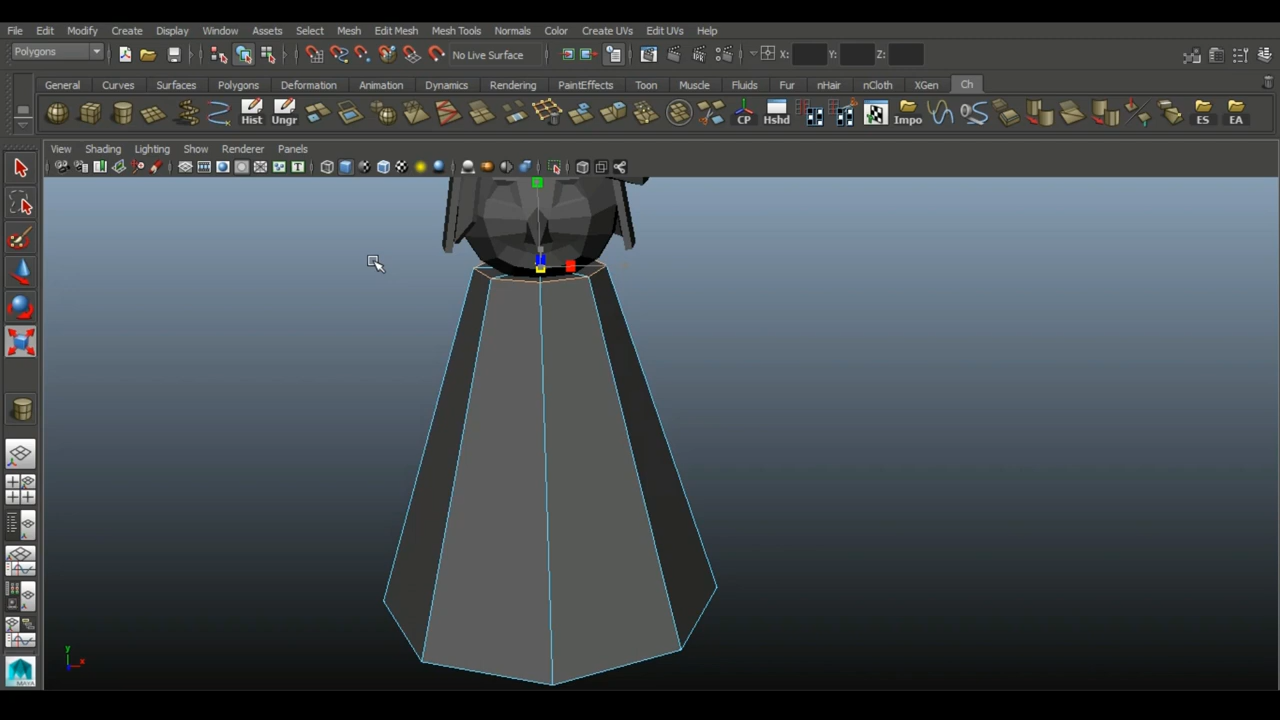 File Edit Modify Create Display Window Assets Select Mesh Edit Mesh Mesh Tools Normals Color Create UVs Edit UVs Help
Polygons No Live Surface X: Y: Z:
General Curves Surfaces Polygons Deformation Animation Dynamics Rendering PaintEffects Toon Muscle Fluids Fur nHair nCloth XGen Ch
Hist Ungr CP Hshd Impo ES EA
View Shading Lighting Show Renderer Panels
T
y
x
MAYA